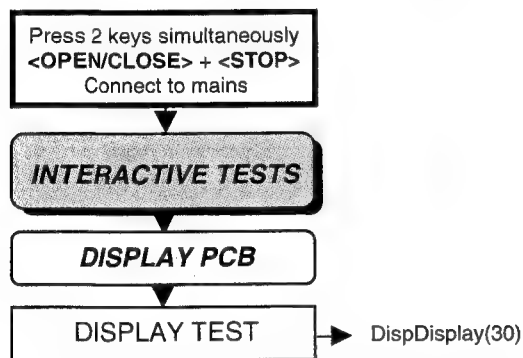 Press 2 keys simultaneously
<OPEN/CLOSE> + <STOP>
Connect to mains
INTERACTIVE TESTS
DISPLAY PCB
DISPLAY TEST
DispDisplay(30)